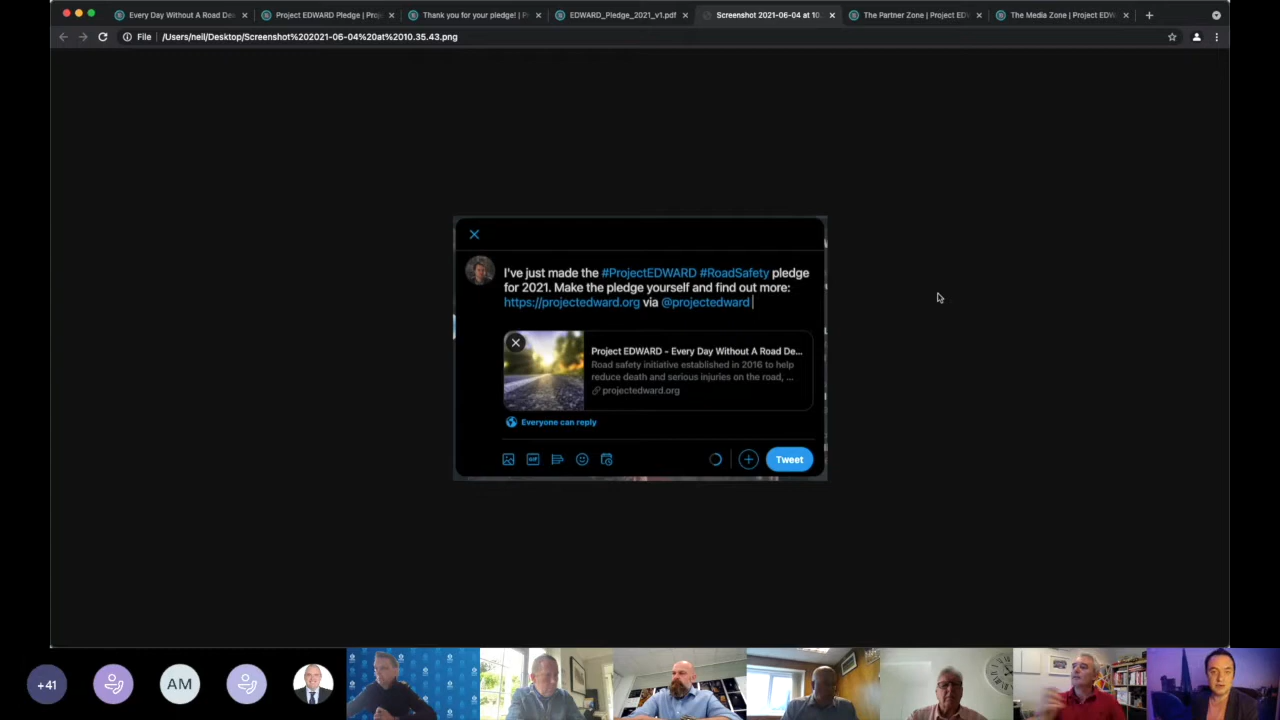 Every Day Without A Road De
Project EDWARD Pledge | Proj
Thank you for your pledge! | P
EDWARD_Pledge_2021_v1.pdf
Screenshot 2021-06-04 at 10.
The Partner Zone | Project ED
The Media Zone | Project EDW
File | /Users/neil/Desktop/Screenshot%202021-06-04%20at%2010.35.43.png
I've just made the #ProjectEDWARD #RoadSafety pledge
for 2021. Make the pledge yourself and find out more:
https://projectedward.org via @projectedward
Project EDWARD - Every Day Without A Road De...
Road safety initiative established in 2016 to help
reduce death and serious injuries on the road, ...
projectedward.org
Everyone can reply
GIF
Tweet
+41
AM